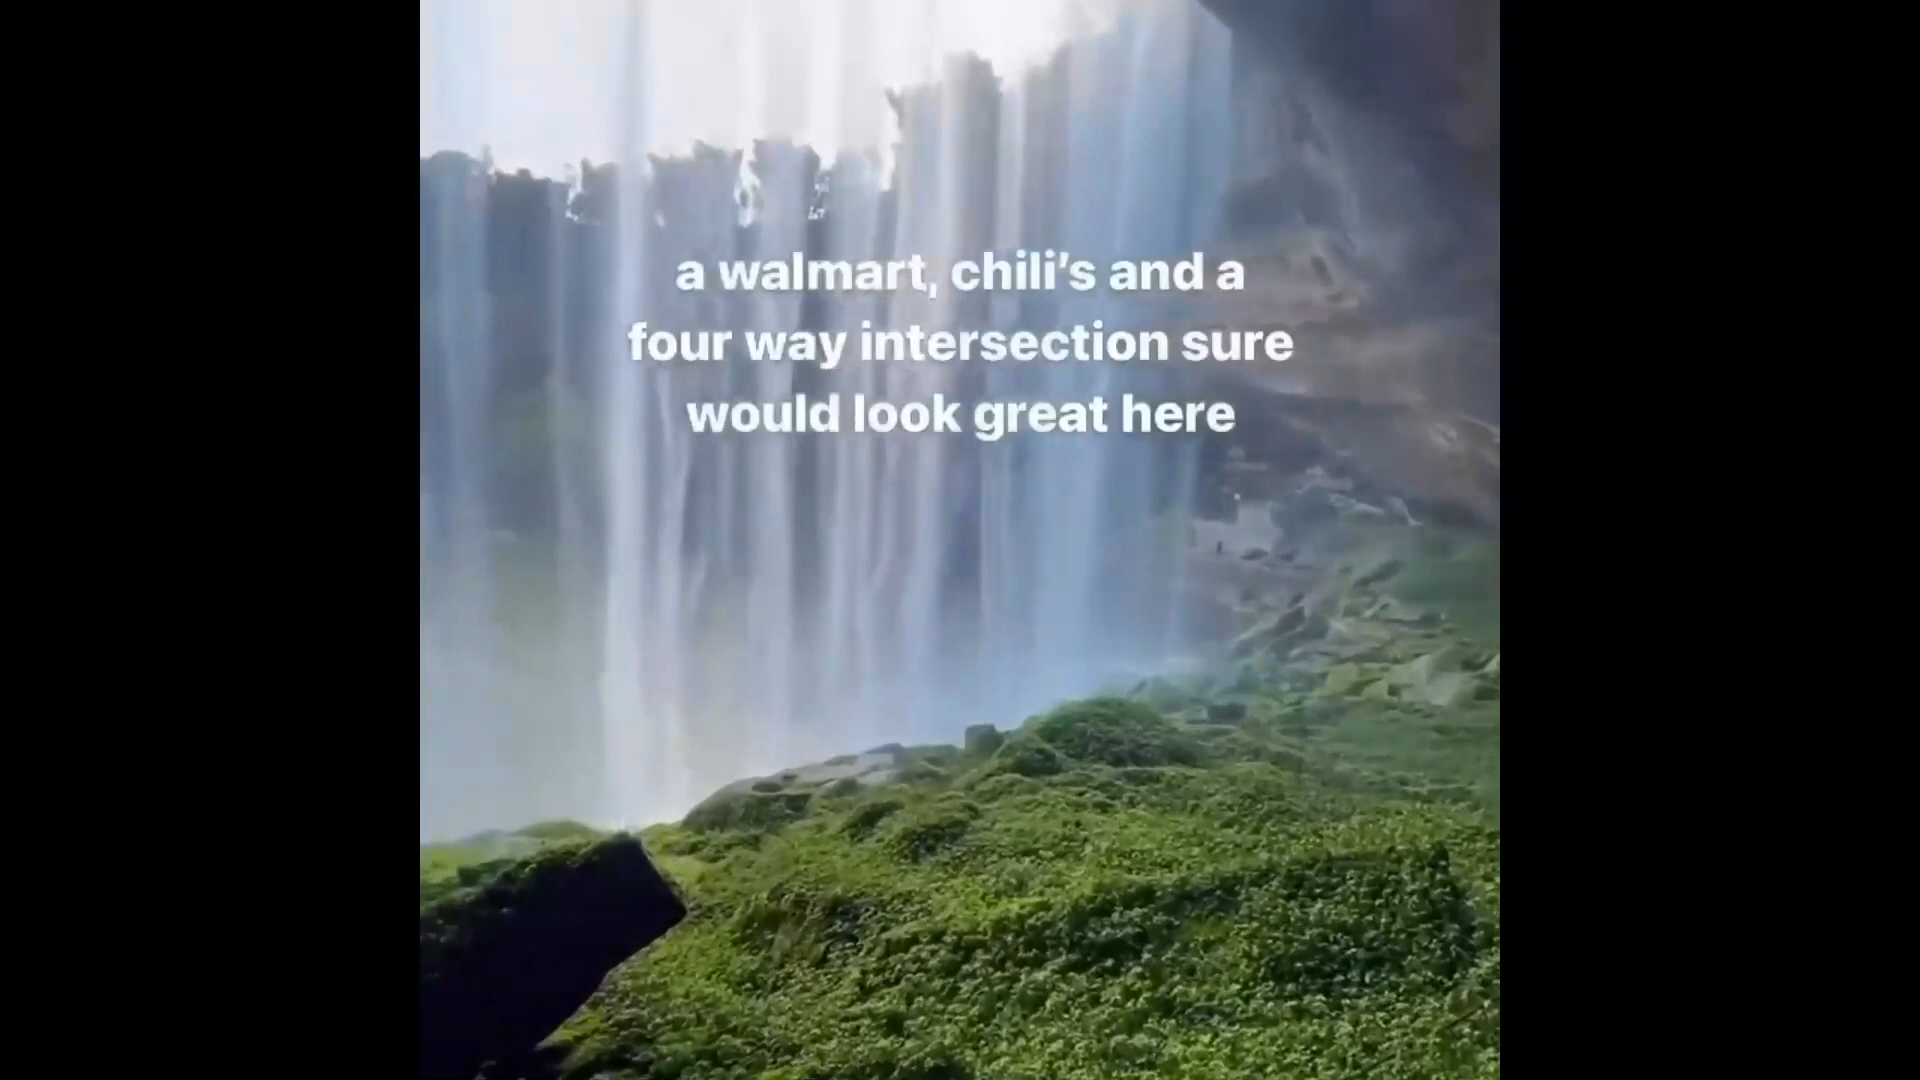 a walmart, chili’s and a
four way intersection sure
would look great here